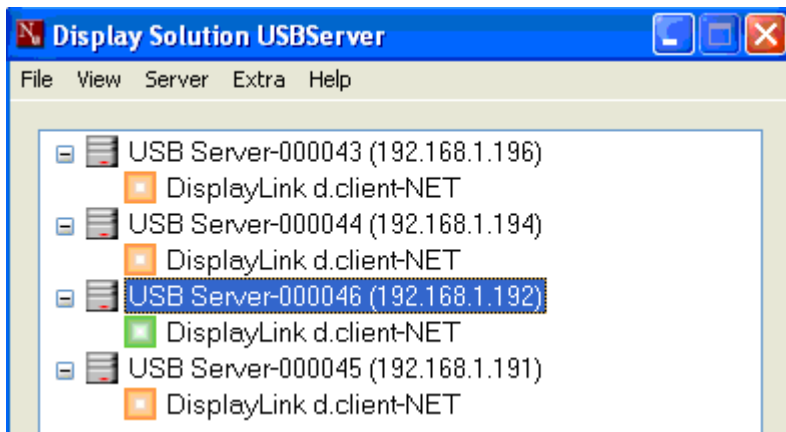 Display Solution USBServer
File View Server Extra Help
USB Server-000043 (192.168.1.196)
DisplayLink d.client-NET
USB Server-000044 (192.168.1.194)
DisplayLink d.client-NET
USB Server-000046 (192.168.1.192)
DisplayLink d.client-NET
USB Server-000045 (192.168.1.191)
DisplayLink d.client-NET